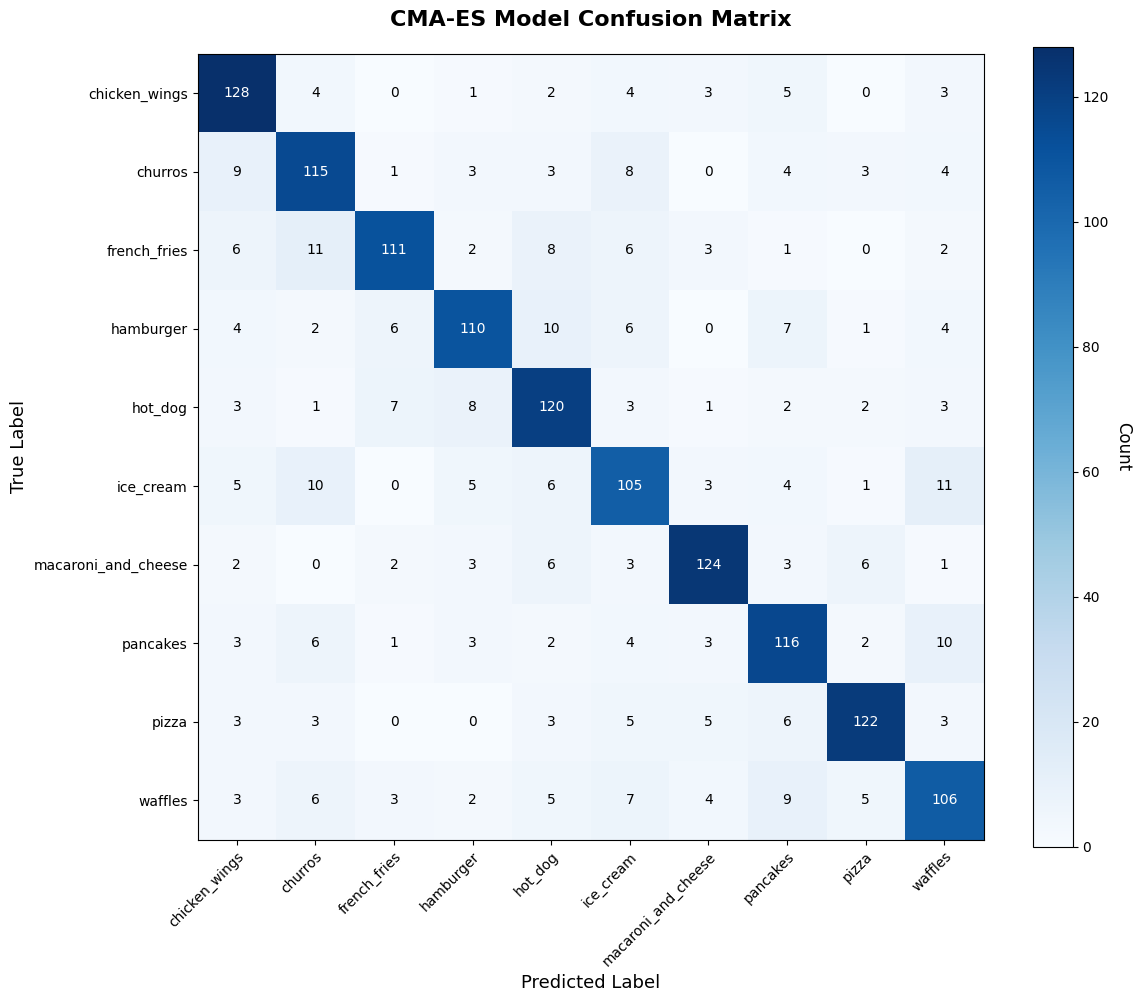 CMA-ES Model Confusion Matrix
True Label
chicken_wings 128 4 0 1 2 4 3 5 0 3
churros 9 115 1 3 3 8 0 4 3 4
french_fries 6 11 111 2 8 6 3 1 0 2
hamburger 4 2 6 110 10 6 0 7 1 4
hot_dog 3 1 7 8 120 3 1 2 2 3
ice_cream 5 10 0 5 6 105 3 4 1 11
macaroni_and_cheese 2 0 2 3 6 3 124 3 6 1
pancakes 3 6 1 3 2 4 3 116 2 10
pizza 3 3 0 0 3 5 5 6 122 3
waffles 3 6 3 2 5 7 4 9 5 106
chicken_wings
churros
french_fries
hamburger
hot_dog
ice_cream
macaroni_and_cheese
pancakes
pizza
waffles
Predicted Label
120
100
80
60
40
20
0
Count